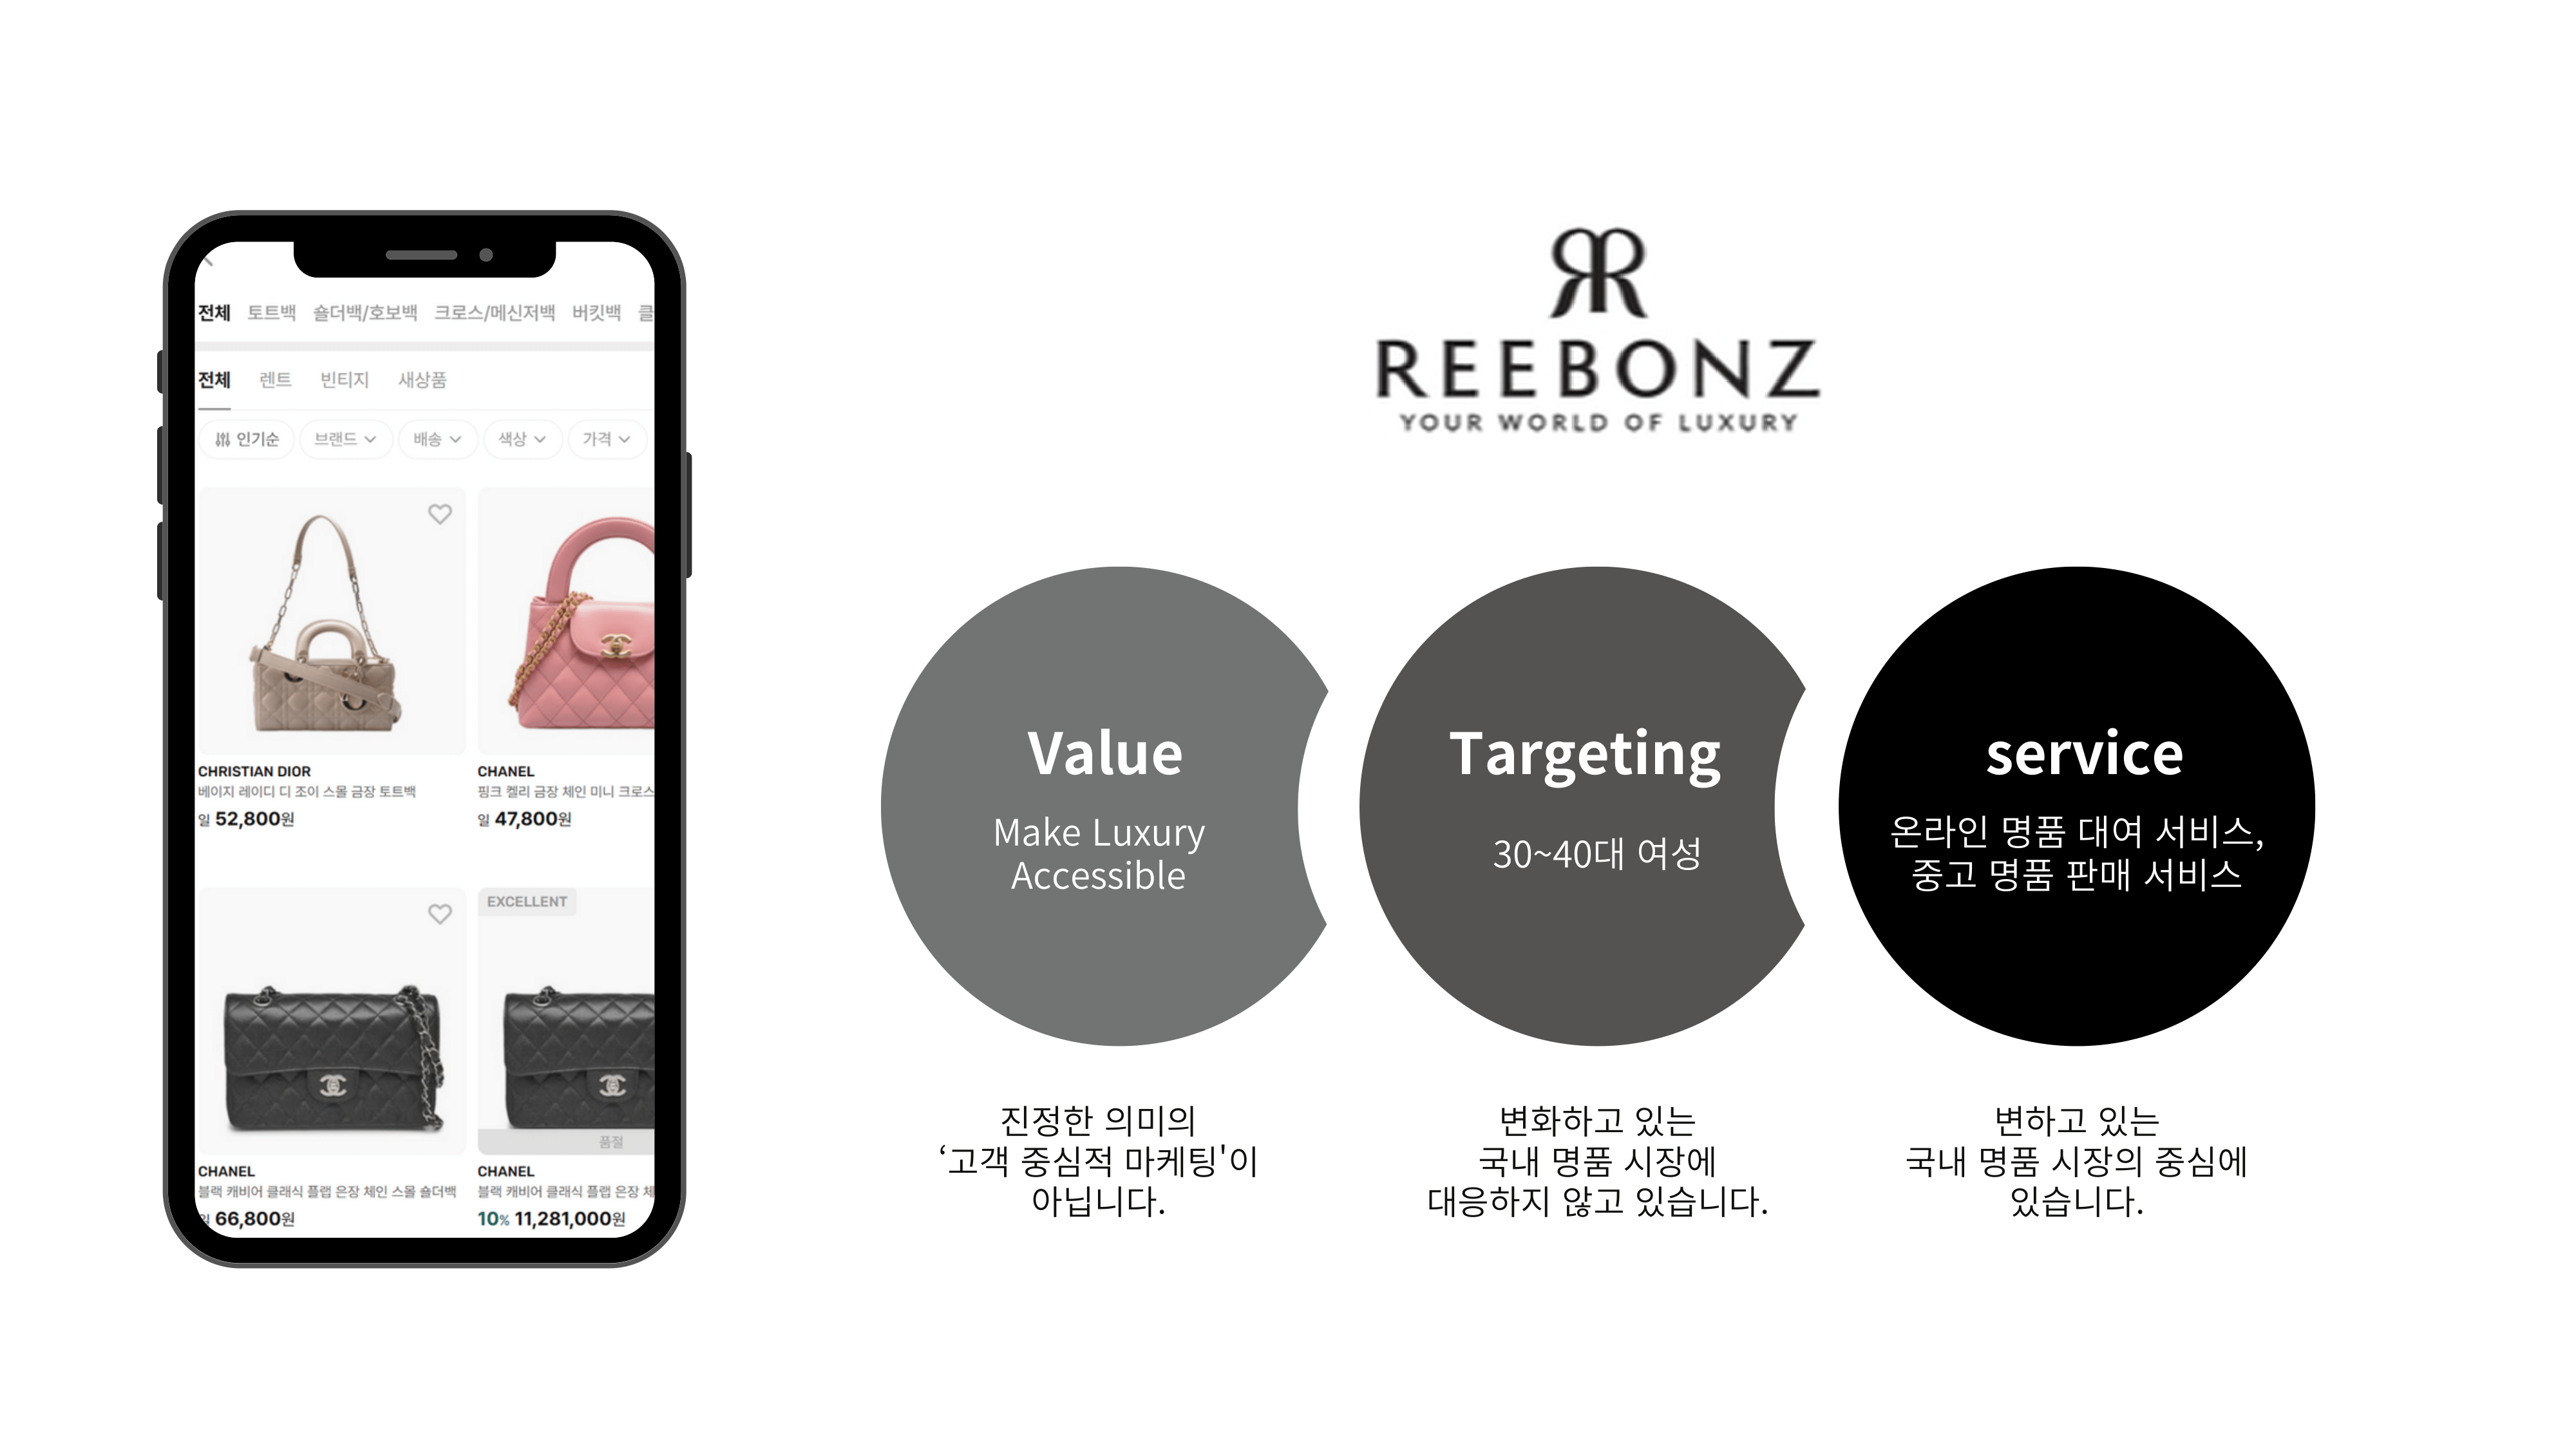 전체 토트백 숄더백/호보백 크로스/메신저백 버킷백 클
전체 렌트 빈티지 새상품
인기순 브랜드 배송 색상 가격
CHRISTIAN DIOR
베이지 레이디 디 조이 스몰 금장 토트백
일 52,800원
CHANEL
핑크 켈리 금장 체인 미니 크로스
일 47,800원
CHANEL
블랙 캐비어 클래식 플랩 은장 체인 스몰 숄더백
일 66,800원
EXCELLENT
품절
CHANEL
블랙 캐비어 클래식 플랩 은장 체
10% 11,281,000원
REEBONZ
YOUR WORLD OF LUXURY
Value
Make Luxury
Accessible
진정한 의미의
‘고객 중심적 마케팅'이
아닙니다.
Targeting
30~40대 여성
변화하고 있는
국내 명품 시장에
대응하지 않고 있습니다.
service
온라인 명품 대여 서비스,
중고 명품 판매 서비스
변하고 있는
국내 명품 시장의 중심에
있습니다.